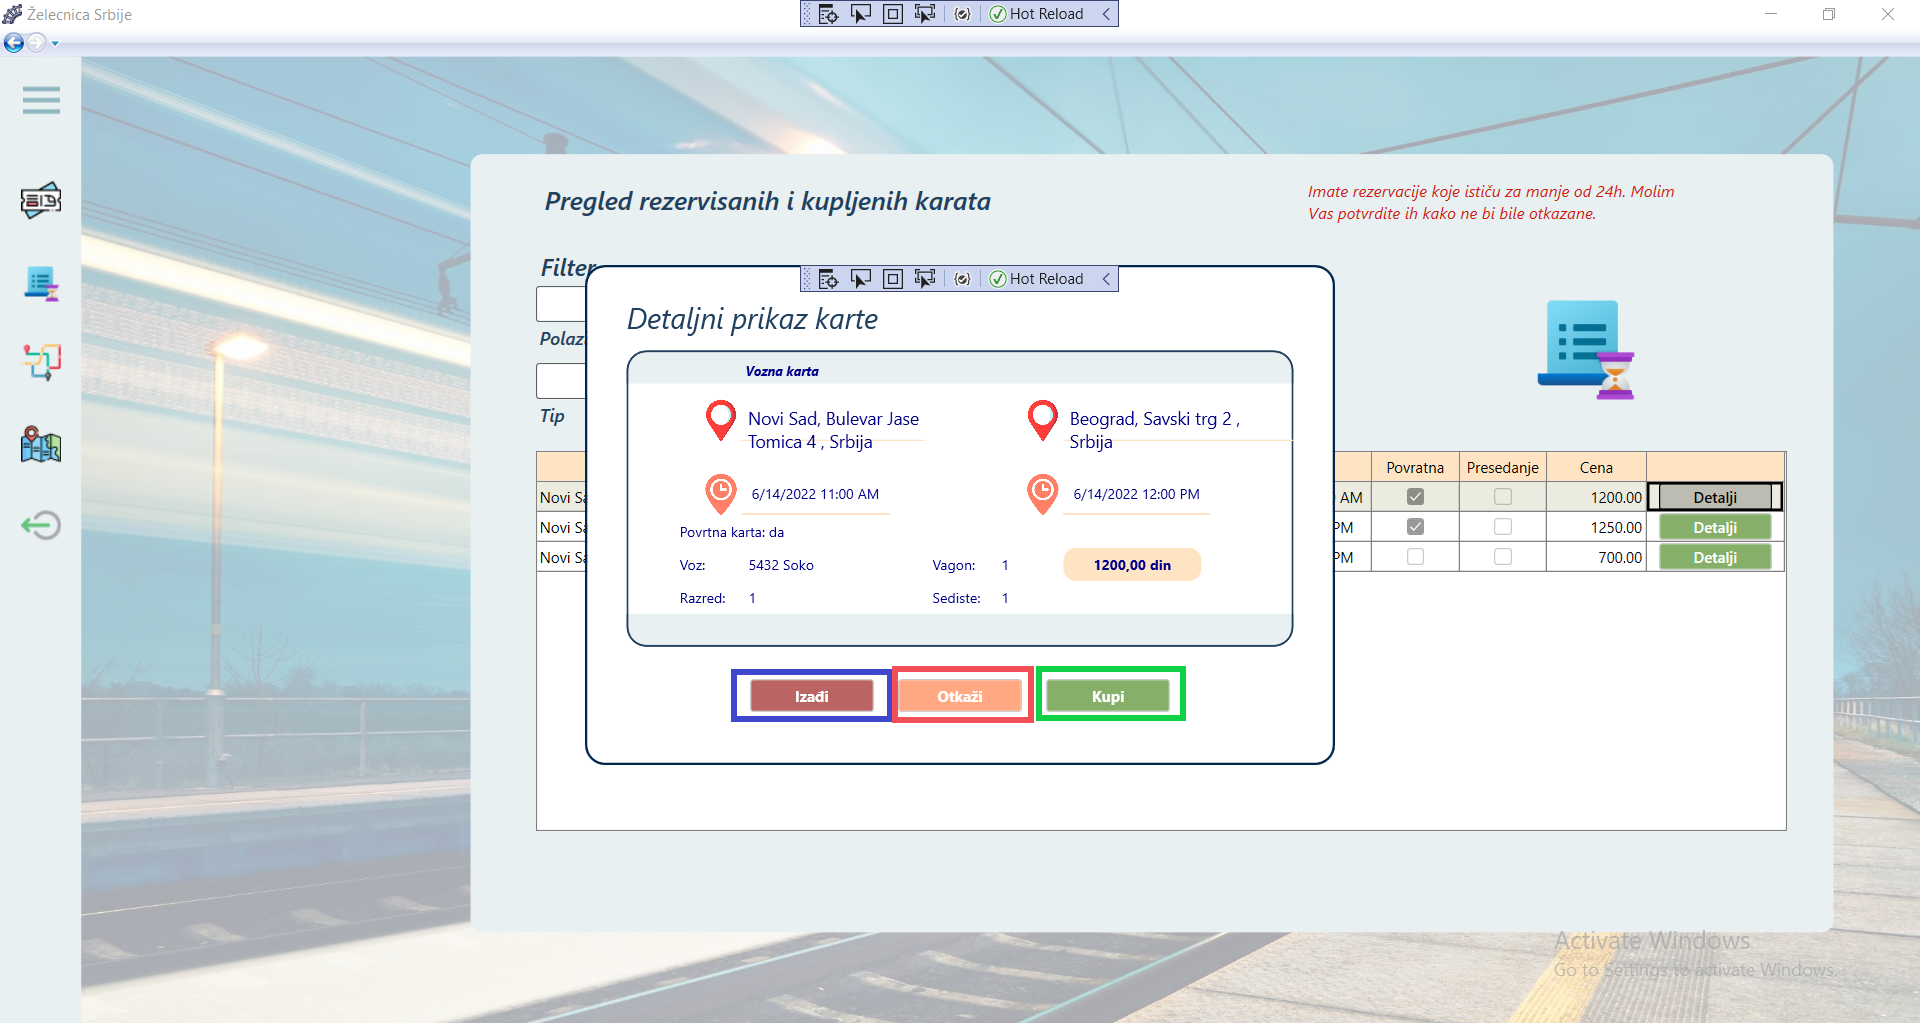 Želecnica Srbije
Hot Reload
Pregled rezervisanih i kupljenih karata
Imate rezervacije koje ističu za manje od 24h. Molim
Vas potvrdite ih kako ne bi bile otkazane.
Filter
Hot Reload
Detaljni prikaz karte
Polaz
Tip
Vozna karta
Novi Sad, Bulevar Jase
Tomica 4 , Srbija
Beograd, Savski trg 2 ,
Srbija
6/14/2022 11:00 AM
6/14/2022 12:00 PM
Povrtna karta: da
Voz: 5432 Soko Vagon: 1 1200,00 din
Razred: 1 Sediste: 1
Izađi Otkaži Kupi
Povratna Presedanje Cena
Novi Sa AM 1200.00 Detalji
Novi Sa PM 1250.00 Detalji
Novi Sa PM 700.00 Detalji
Activate Windows
Go to Settings to activate Windows.